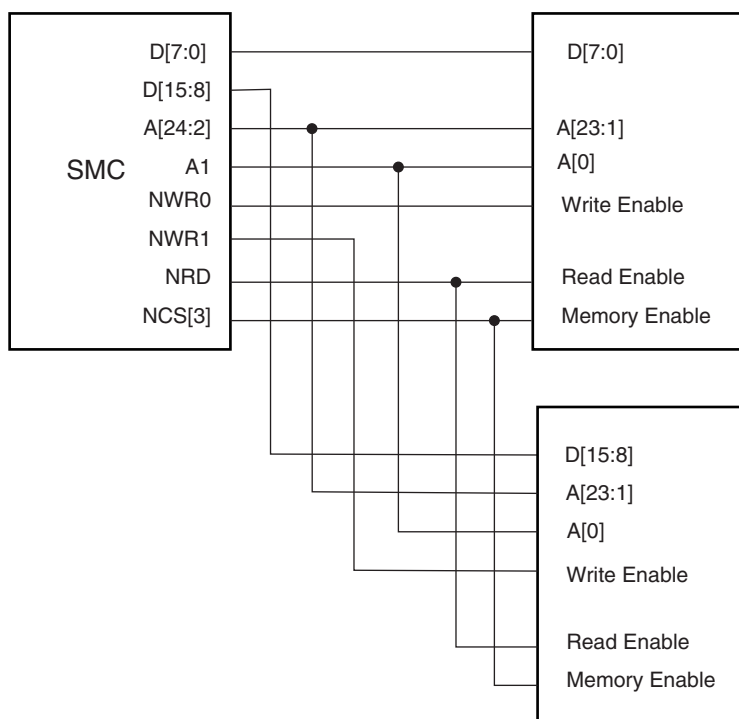 D[7:0]
D[15:8]
A[24:2]
SMC
A1
NWR0
NWR1
NRD
NCS[3]
D[7:0]
A[23:1]
A[0]
Write Enable
Read Enable
Memory Enable
D[15:8]
A[23:1]
A[0]
Write Enable
Read Enable
Memory Enable